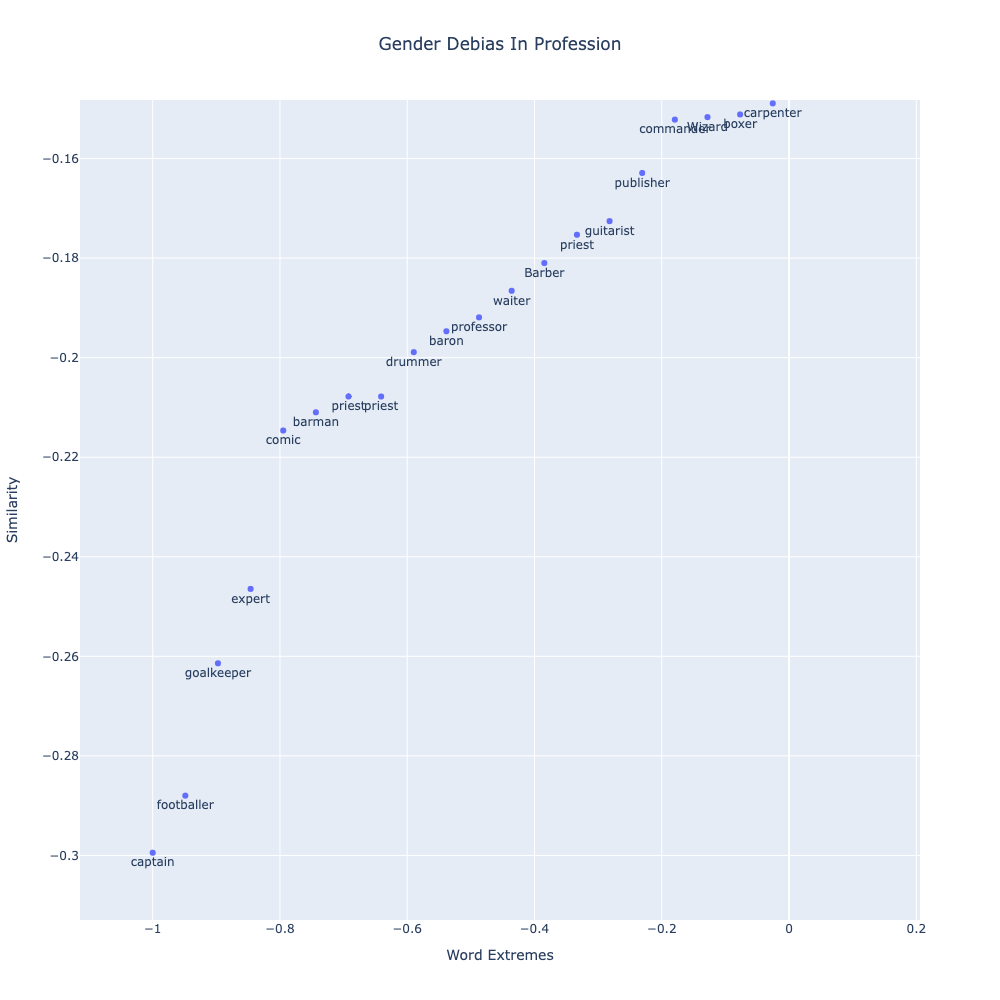 Gender Debias In Profession
carpenter
boxer
Wizard
commander
−0.16
publisher
guitarist
priest
−0.18
Barber
waiter
professor
baron
−0.2
drummer
priest
priest
barman
comic
−0.22
Similarity
−0.24
expert
−0.26
goalkeeper
−0.28
footballer
−0.3
captain
−1
−0.8
−0.6
−0.4
−0.2
0
0.2
Word Extremes